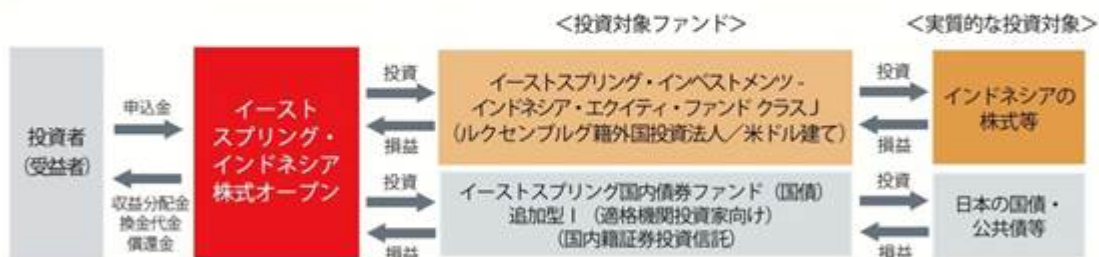 ＜投資対象ファンド＞
＜実質的な投資対象＞
投資者
(受益者)
申込金
収益分配金
換金代金
償還金
イースト
スプリング・
インドネシア
株式オープン
投資
損益
イーストスプリング・インベストメンツ -
インドネシア・エクイティ・ファンド クラスJ
(ルクセンブルグ籍外国投資法人／米ドル建て)
投資
損益
インドネシアの
株式等
投資
損益
イーストスプリング国内債券ファンド（国債）
追加型Ⅰ（適格機関投資家向け）
(国内籍証券投資信託)
投資
損益
日本の国債・
公共債等